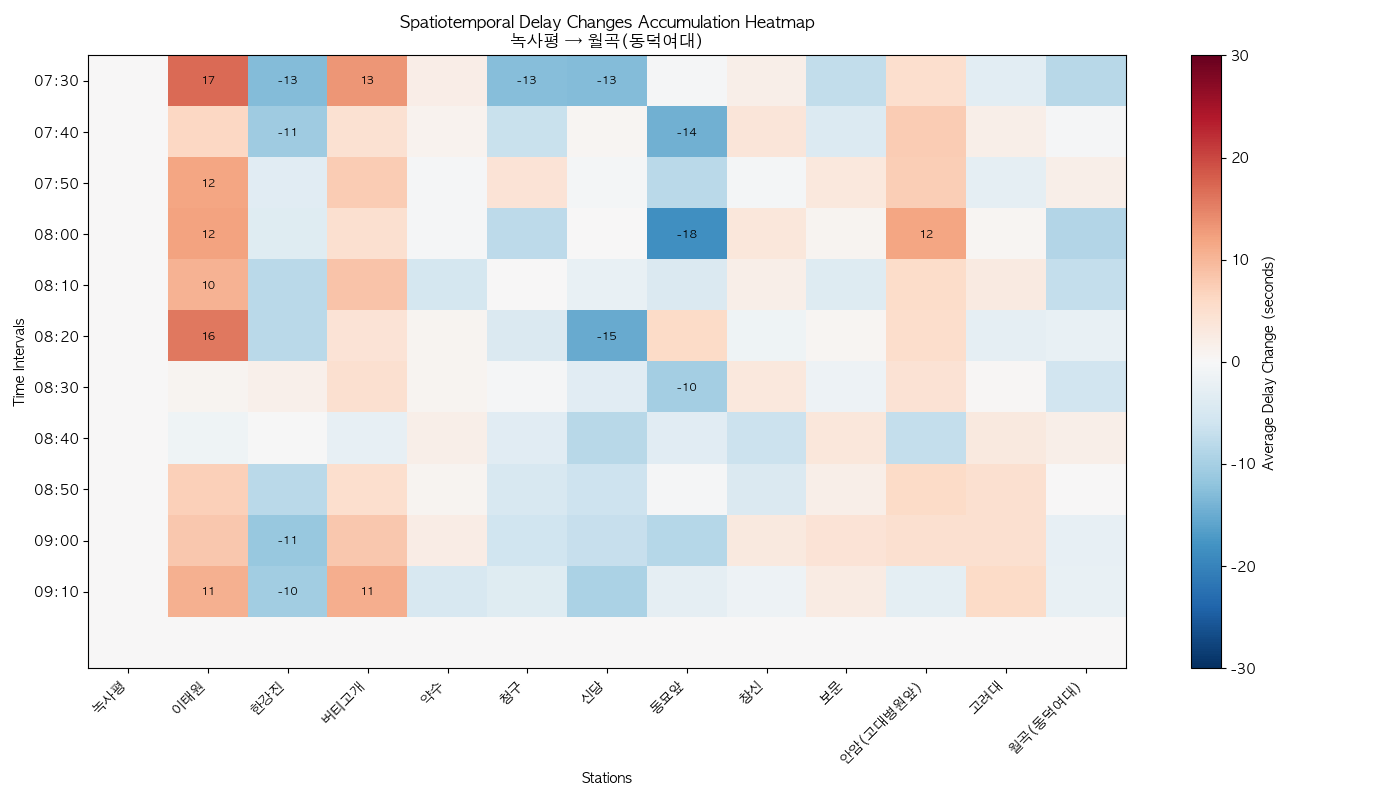 Spatiotemporal Delay Changes Accumulation Heatmap
녹사평 → 월곡(동덕여대)
Time Intervals
07:30 17 -13 13 -13 -13
07:40 -11 -14
07:50 12
08:00 12 -18 12
08:10 10
08:20 16 -15
08:30 -10
08:40
08:50
09:00 -11
09:10 11 -10 11
녹사평 이태원 한강진 버티고개 약수 청구 신당 동묘앞 창신 보문 안암(고대병원앞) 고려대 월곡(동덕여대)
Stations
30
20
10
0
-10
-20
-30
Average Delay Change (seconds)